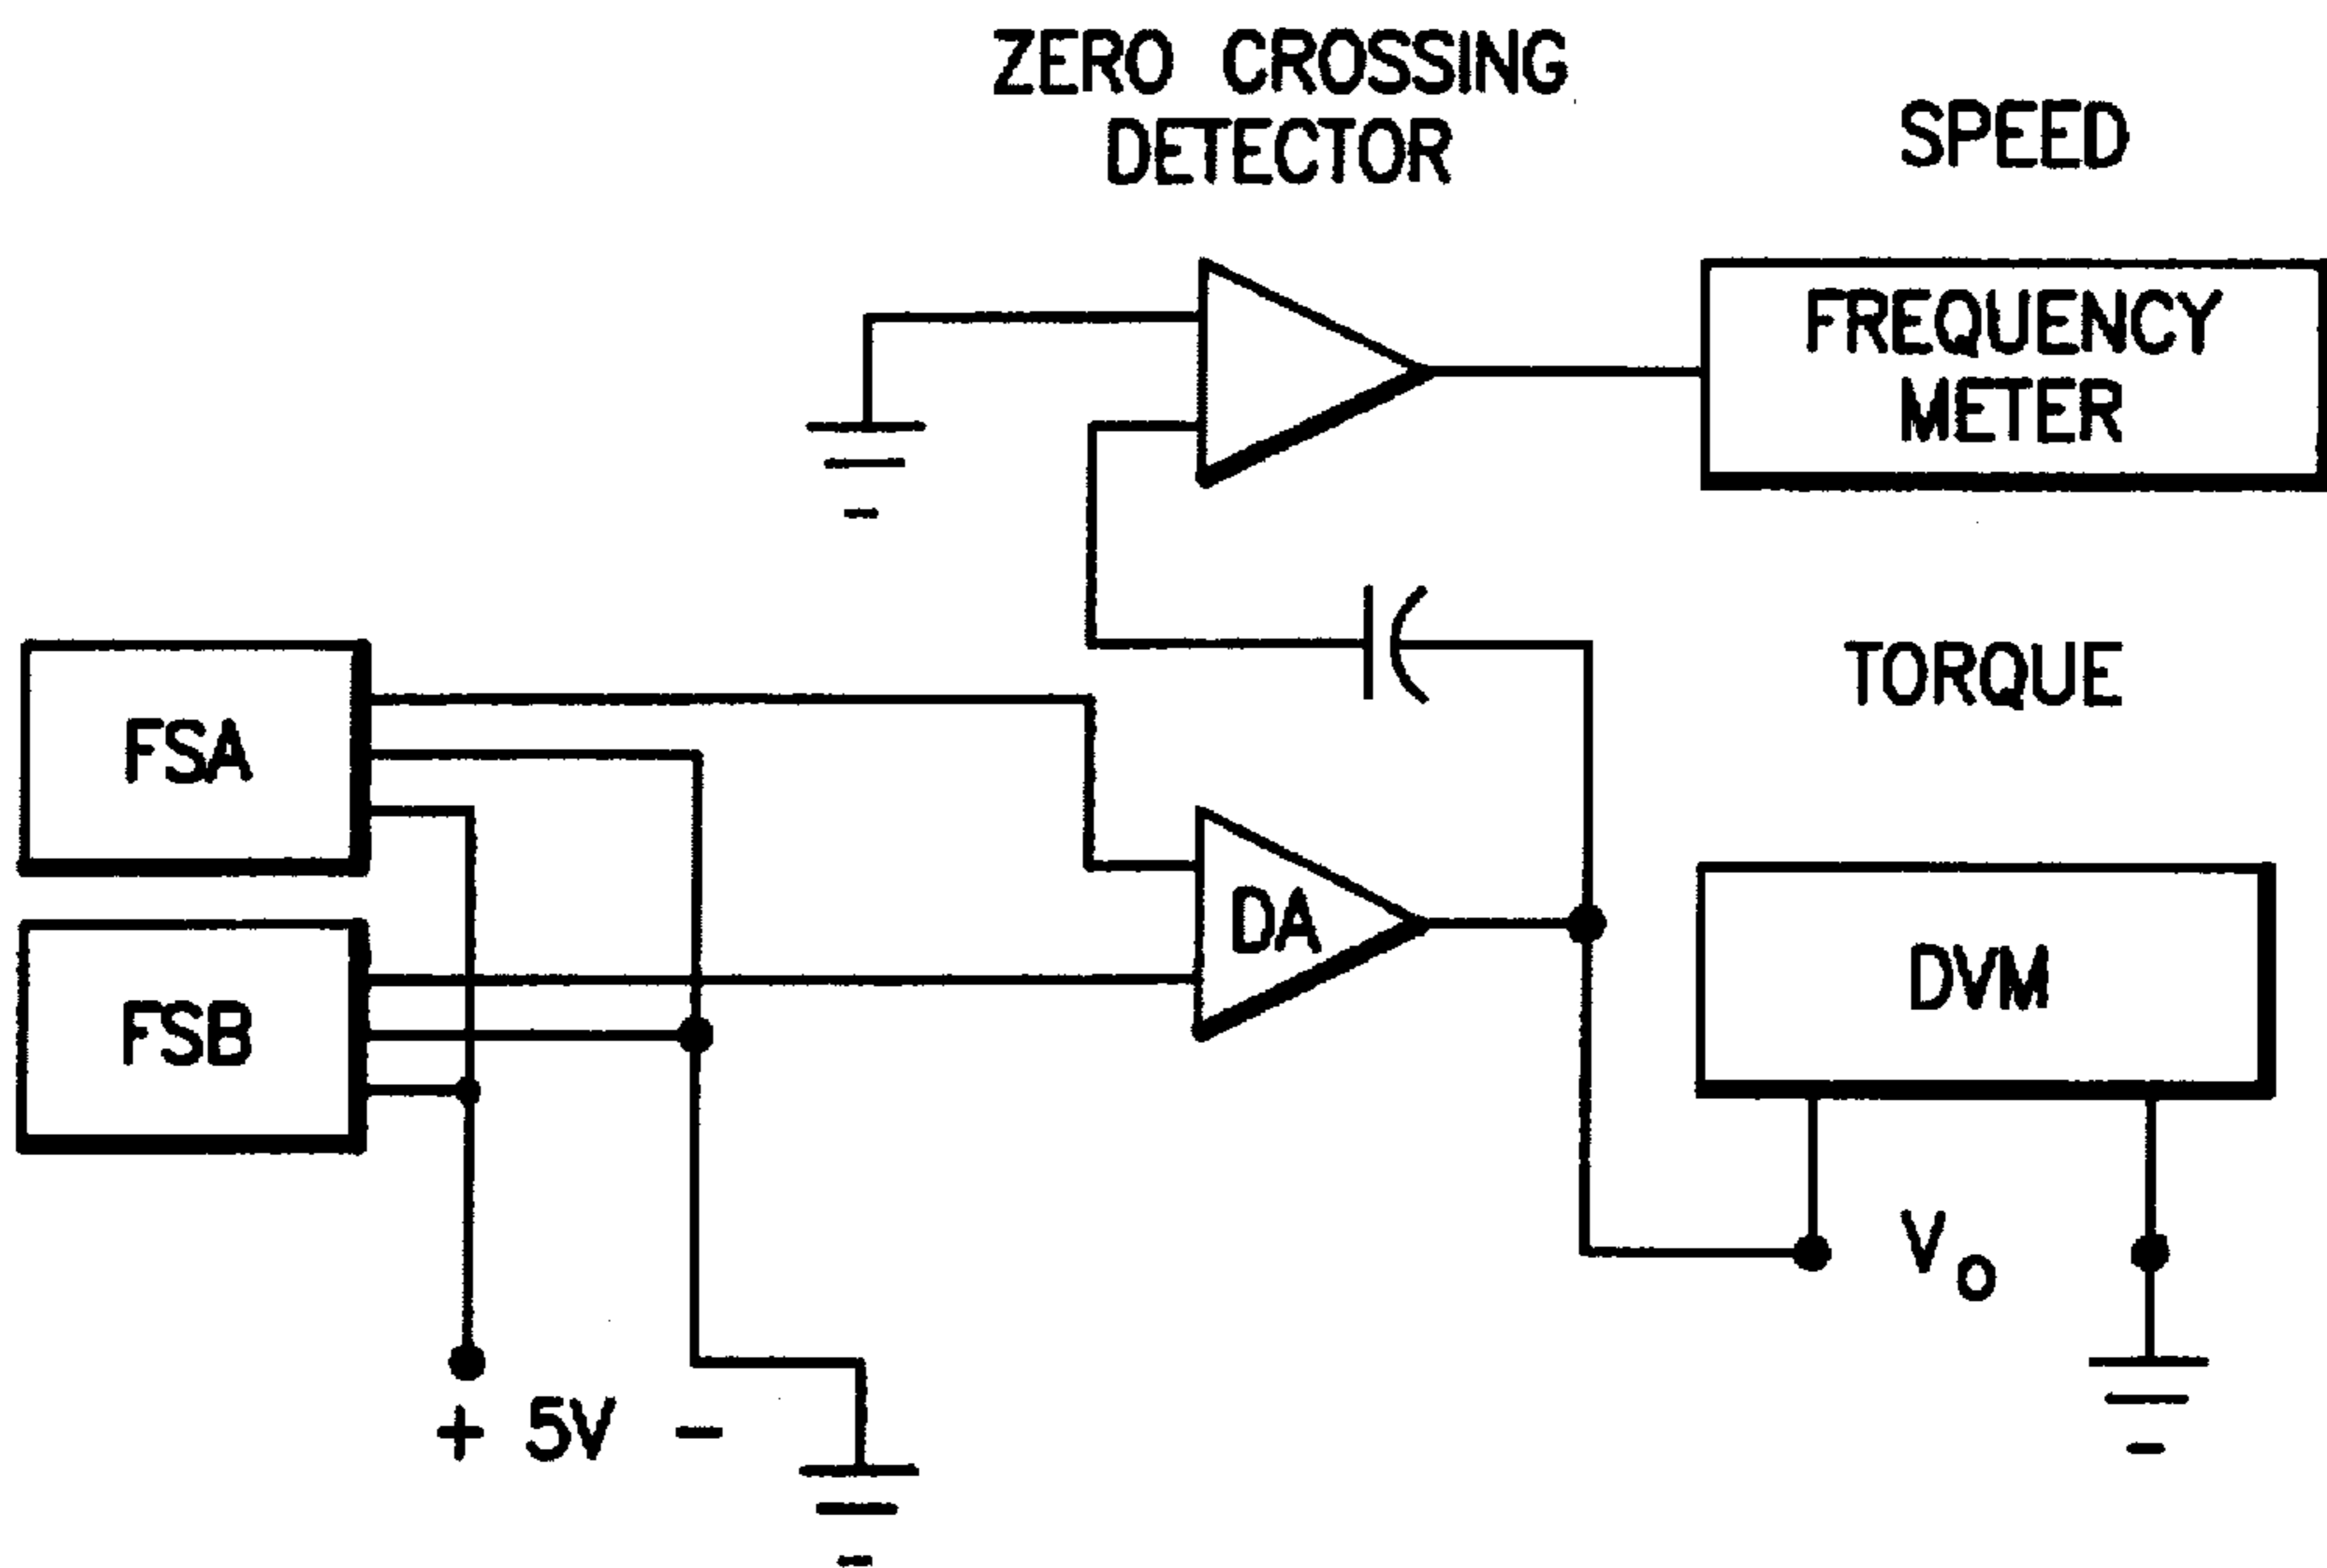 ZERO CROSSING
DETECTOR
SPEED
FREQUENCY
METER
TORQUE
FSA
DA
DVM
FSB
Vo
+ 5V -